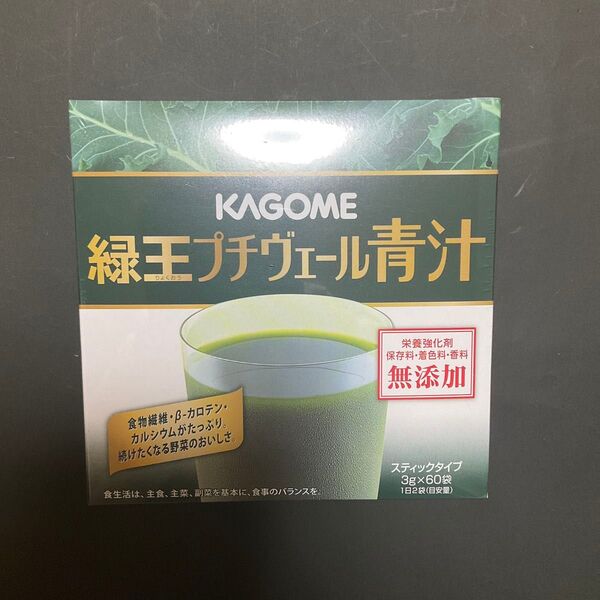 KAGOME
緑王プチヴェール青汁
りょくおう
栄養強化剤
保存料・着色料・香料
無添加
食物繊維・β-カロテン・
カルシウムがたっぷり。
続けたくなる野菜のおいしさ。
スティックタイプ
3g×60袋
1日2袋(目安量)
食生活は、主食、主菜、副菜を基本に、食事のバランスを。